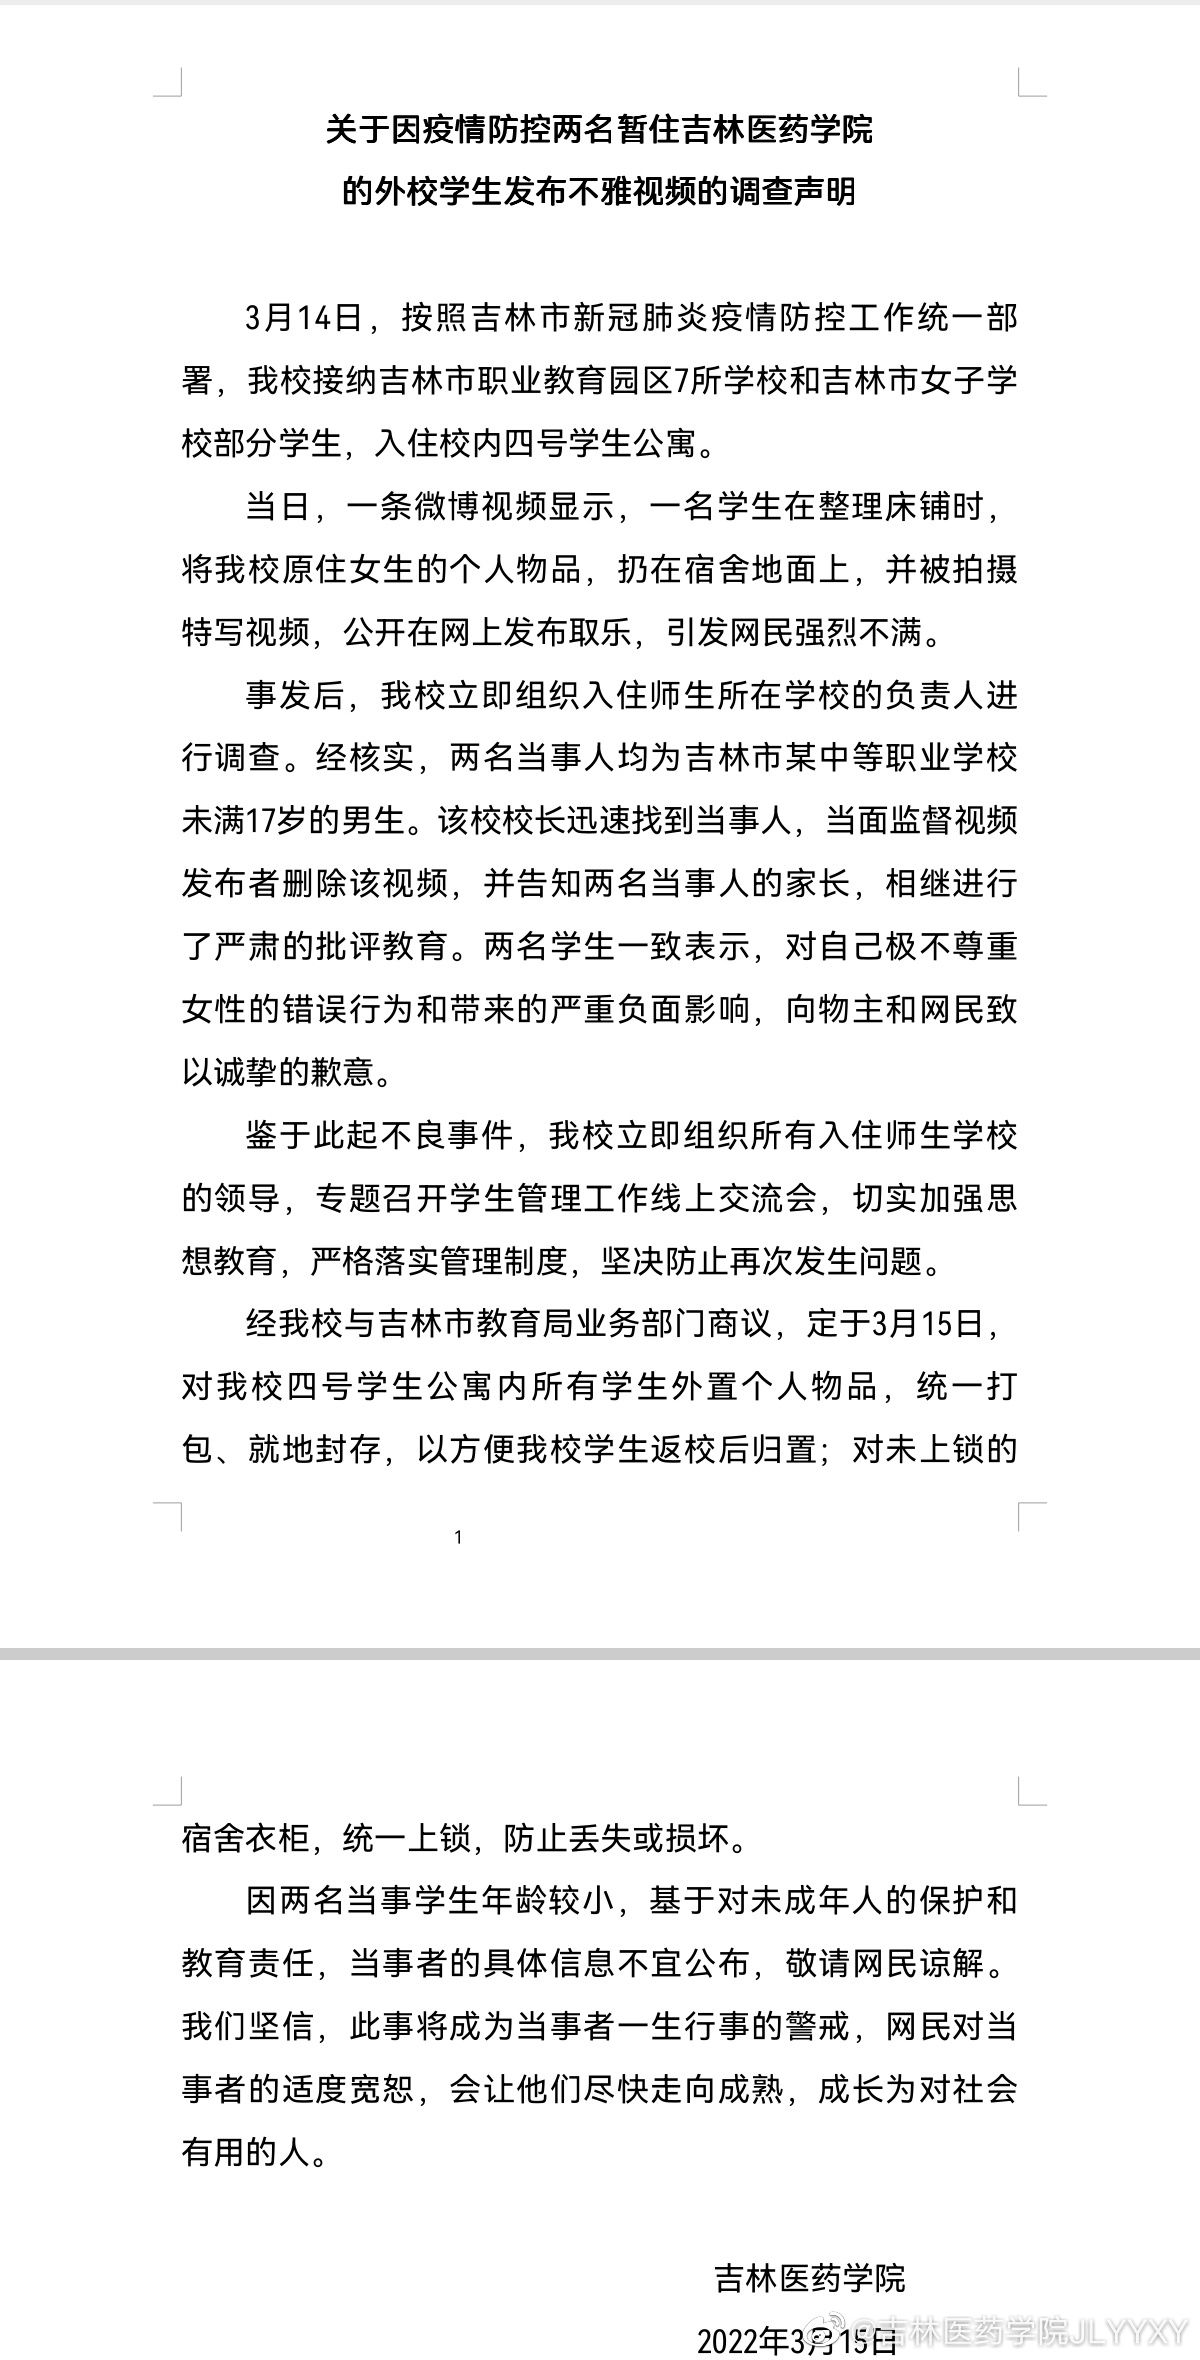 关于因疫情防控两名暂住吉林医药学院
的外校学生发布不雅视频的调查声明
3月14日，按照吉林市新冠肺炎疫情防控工作统一部
署，我校接纳吉林市职业教育园区7所学校和吉林市女子学
校部分学生，入住校内四号学生公寓。
当日，一条微博视频显示，一名学生在整理床铺时，
将我校原住女生的个人物品，扔在宿舍地面上，并被拍摄
特写视频，公开在网上发布取乐，引发网民强烈不满。
事发后，我校立即组织入住师生所在学校的负责人进
行调查。经核实，两名当事人均为吉林市某中等职业学校
未满17岁的男生。该校校长迅速找到当事人，当面监督视频
发布者删除该视频，并告知两名当事人的家长，相继进行
了严肃的批评教育。两名学生一致表示，对自己极不尊重
女性的错误行为和带来的严重负面影响，向物主和网民致
以诚挚的歉意。
鉴于此起不良事件，我校立即组织所有入住师生学校
的领导，专题召开学生管理工作线上交流会，切实加强思
想教育，严格落实管理制度，坚决防止再次发生问题。
经我校与吉林市教育局业务部门商议，定于3月15日，
对我校四号学生公寓内所有学生外置个人物品，统一打
包、就地封存，以方便我校学生返校后归置；对未上锁的
1
宿舍衣柜，统一上锁，防止丢失或损坏。
因两名当事学生年龄较小，基于对未成年人的保护和
教育责任，当事者的具体信息不宜公布，敬请网民谅解。
我们坚信，此事将成为当事者一生行事的警戒，网民对当
事者的适度宽恕，会让他们尽快走向成熟，成长为对社会
有用的人。
吉林医药学院
2022年3月15日
@吉林医药学院JLYYXY